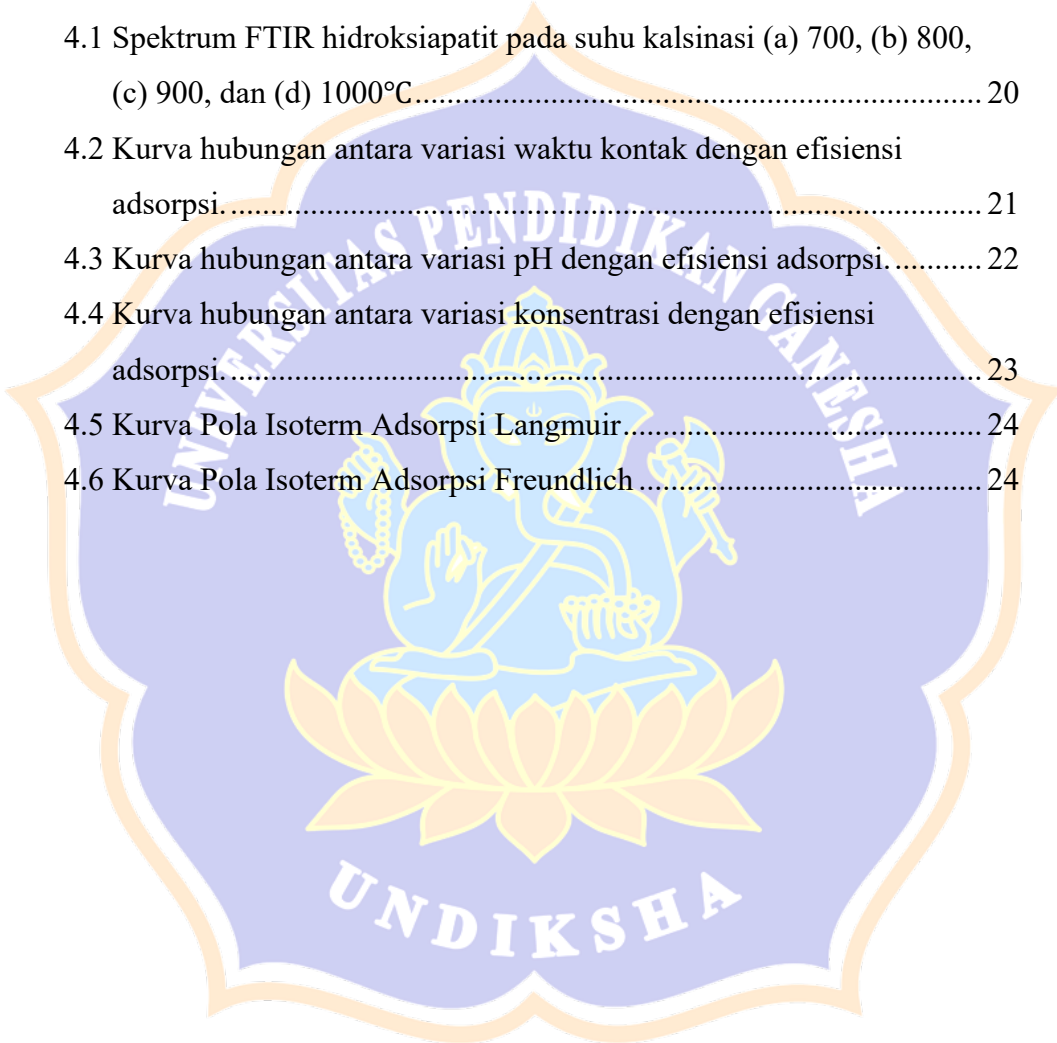 4.1 Spektrum FTIR hidroksiapatit pada suhu kalsinasi (a) 700, (b) 800,
(c) 900, dan (d) 1000℃.................................................................................. 20
4.2 Kurva hubungan antara variasi waktu kontak dengan efisiensi
adsorpsi. ............................................................................................................. 21
4.3 Kurva hubungan antara variasi pH dengan efisiensi adsorpsi. ............ 22
4.4 Kurva hubungan antara variasi konsentrasi dengan efisiensi
adsorpsi. ............................................................................................................. 23
4.5 Kurva Pola Isoterm Adsorpsi Langmuir .................................................... 24
4.6 Kurva Pola Isoterm Adsorpsi Freundlich .................................................. 24
UNIVERSITAS PENDIDIKAN GANESHA
UNDIKSHA